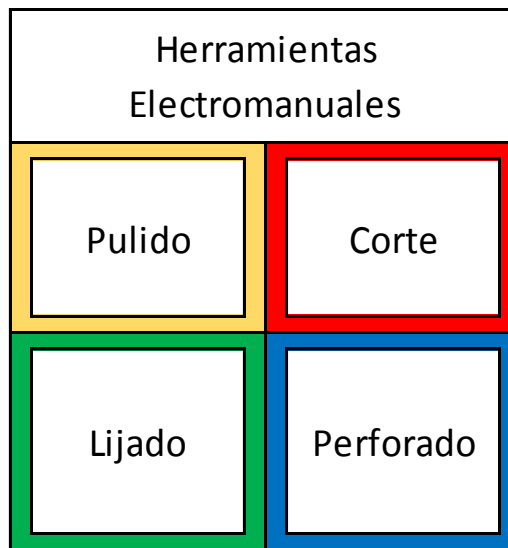 Herramientas
Electromanuales
Pulido
Corte
Lijado
Perforado